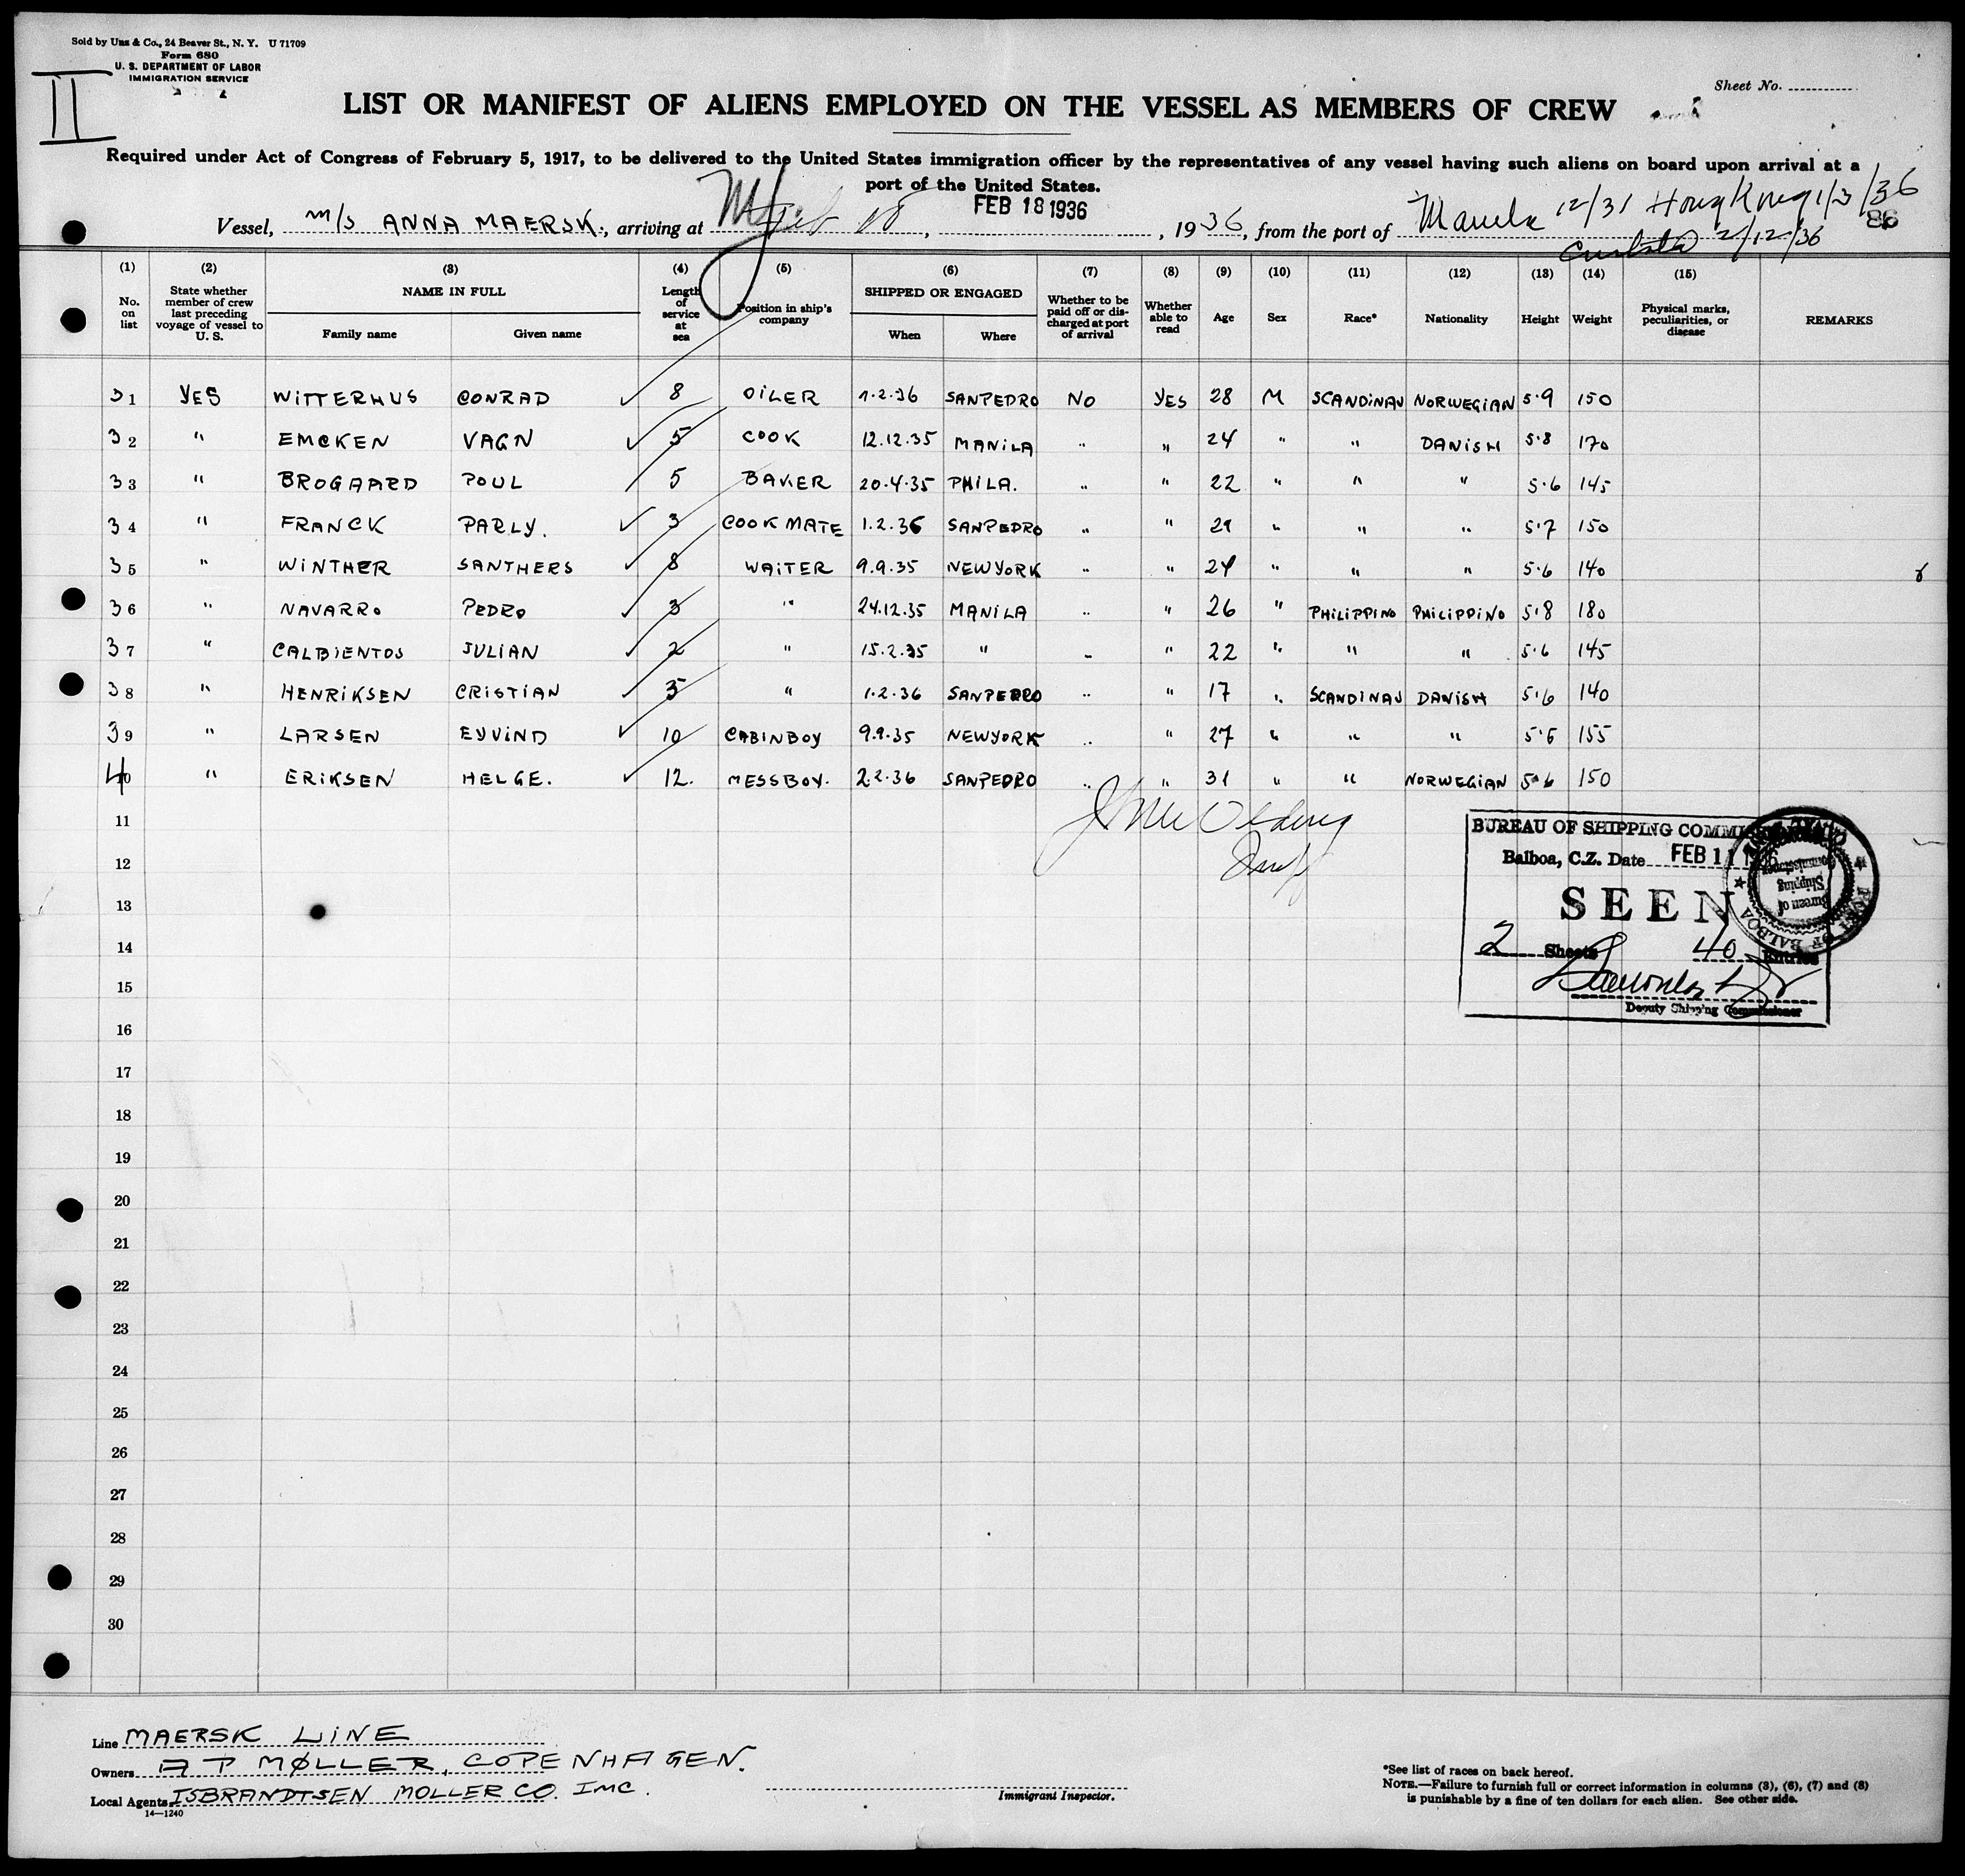 Sold by Unz & Co., 24 Beaver St., N. Y. U 71709
Form 680
U. S. DEPARTMENT OF LABOR
IMMIGRATION SERVICE
II
Sheet No.
LIST OR MANIFEST OF ALIENS EMPLOYED ON THE VESSEL AS MEMBERS OF CREW
Required under Act of Congress of February 5, 1917, to be delivered to the United States immigration officer by the representatives of any vessel having such aliens on board upon arrival at a
port of the United States.
Vessel, M/S ANNA MAERSK, arriving at Feb 18, FEB 18 1936, 1936, from the port of Manila 12/31 Hong Kong 1/3/36
2/12/36
86
(1) (2) (3) (4) (5) (6) (7) (8) (9) (10) (11) (12) (13) (14) (15)
No. on list State whether member of crew last preceding voyage of vessel to U. S. NAME IN FULL Family name Given name Length of service at sea Position in ship's company SHIPPED OR ENGAGED When Where Whether to be paid off or discharged at port of arrival Whether able to read Age Sex Race* Nationality Height Weight Physical marks, peculiarities, or disease REMARKS
31 YES WITTERHUS CONRAD 8 OILER 1.2.36 SANPEDRO NO YES 28 M SCANDINAV NORWEGIAN 5.9 150
32 " EMCKEN VAGN 5 COOK 12.12.35 MANILA " " 24 " " DANISH 5.8 170
33 " BROGAARD POUL 5 BAKER 20.4.35 PHILA. " " 22 " " " 5.6 145
34 " FRANCK PARLY. 3 COOK MATE 1.2.36 SANPEDRO " " 21 " " " 5.7 150
35 " WINTHER SANTHERS 8 WAITER 9.9.35 NEWYORK " " 24 " " " 5.6 140
36 " NAVARRO PEDRO 3 " 24.12.35 MANILA " " 26 " PHILIPPINO PHILIPPINO 5.8 180
37 " CALBIENTOS JULIAN 2 " 15.2.35 " " " 22 " " " 5.6 145
38 " HENRIKSEN CRISTIAN 5 " 1.2.36 SANPEDRO " " 17 " SCANDINAV DANISH 5.6 140
39 " LARSEN EYVIND 10 CABINBOY 9.9.35 NEWYORK " " 27 " " " 5.6 155
40 " ERIKSEN HELGE. 12. MESSBOY. 2.2.36 SANPEDRO " " 31 " " NORWEGIAN 5.6 150
11
12
13
14
15
16
17
18
19
20
21
22
23
24
25
26
27
28
29
30
BUREAU OF SHIPPING COMMISSIONER
Balboa, C.Z. Date FEB 11 1936
SEEN
2 Sheets 40 Entries
Deputy Shipping Commissioner
Bureau of Shipping Commissioner
PORT OF BALBOA
Line MAERSK LINE
Owners A P MØLLER, COPENHAGEN.
Local Agents ISBRANDTSEN MOLLER CO. INC.
14—1240
Immigrant Inspector.
*See list of races on back hereof.
NOTE.—Failure to furnish full or correct information in columns (3), (6), (7) and (8)
is punishable by a fine of ten dollars for each alien. See other side.